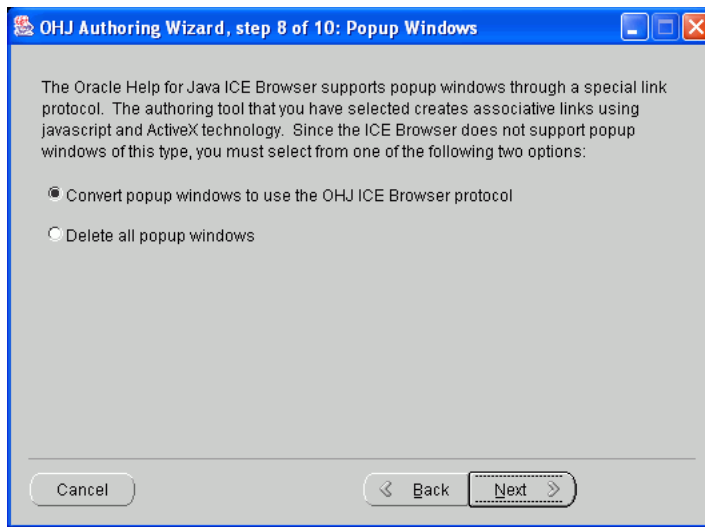 OHJ Authoring Wizard, step 8 of 10: Popup Windows
The Oracle Help for Java ICE Browser supports popup windows through a special link
protocol. The authoring tool that you have selected creates associative links using
javascript and ActiveX technology. Since the ICE Browser does not support popup
windows of this type, you must select from one of the following two options:
Convert popup windows to use the OHJ ICE Browser protocol
Delete all popup windows
Cancel
Back
Next